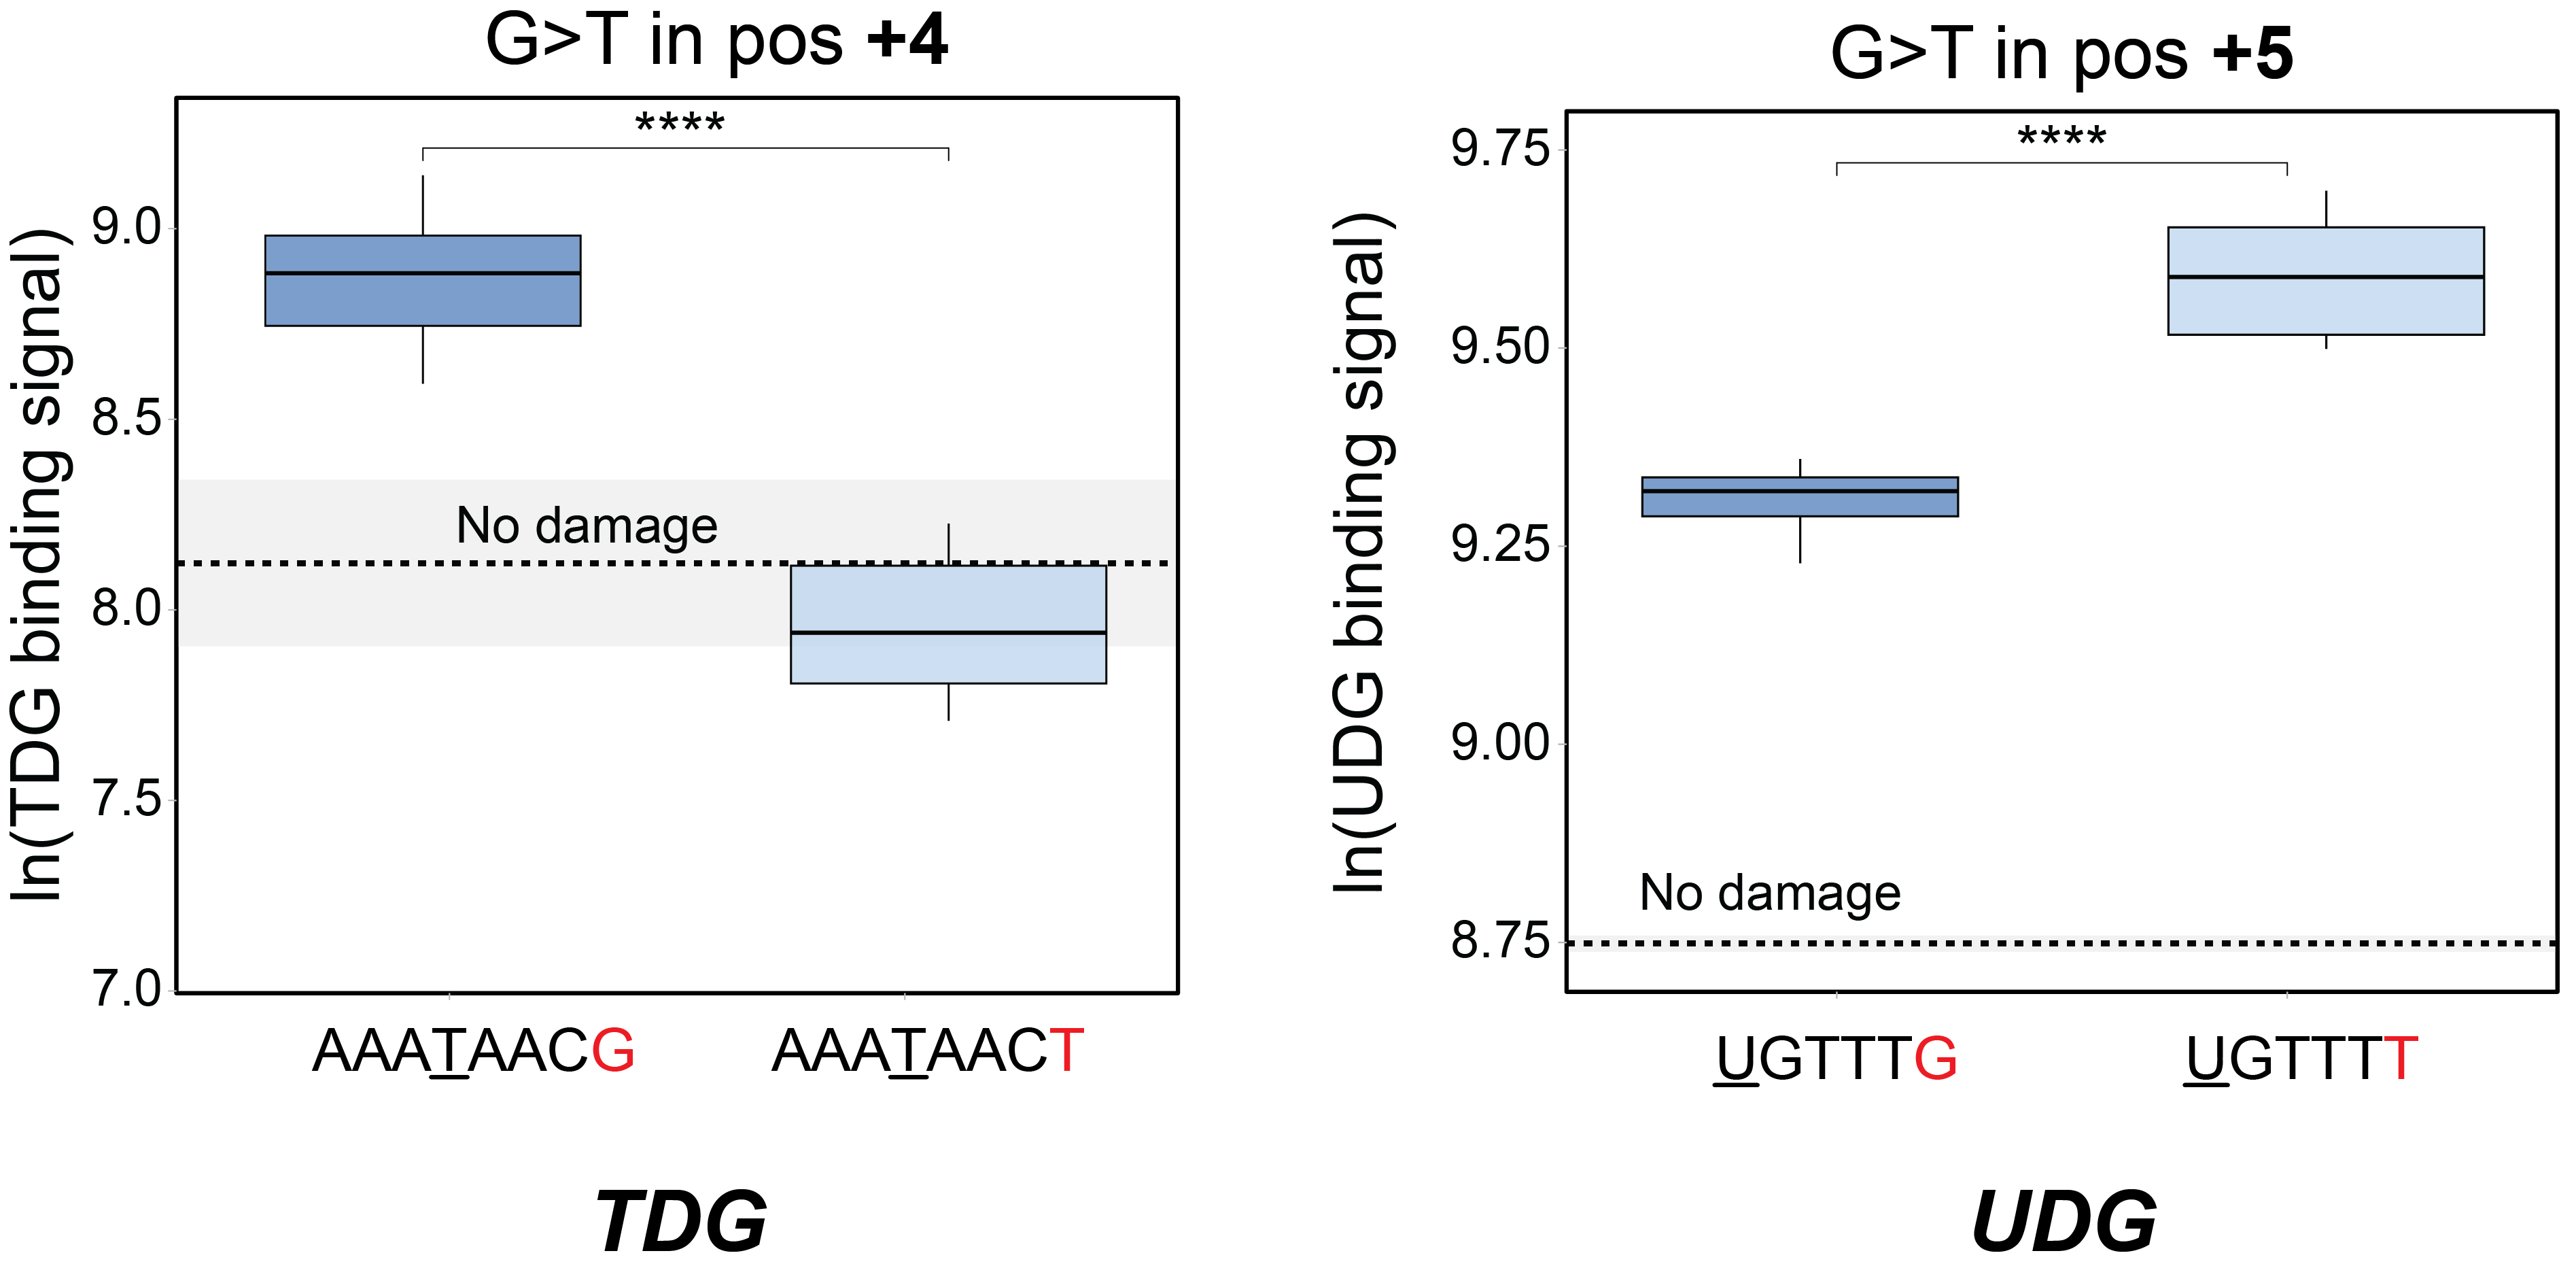 G>T in pos +4
****
ln(TDG binding signal)
9.0
8.5
8.0
7.5
7.0
No damage
AAATAACG
AAATAACT
TDG
G>T in pos +5
****
ln(UDG binding signal)
9.75
9.50
9.25
9.00
8.75
No damage
UGTTTG
UGTTTT
UDG